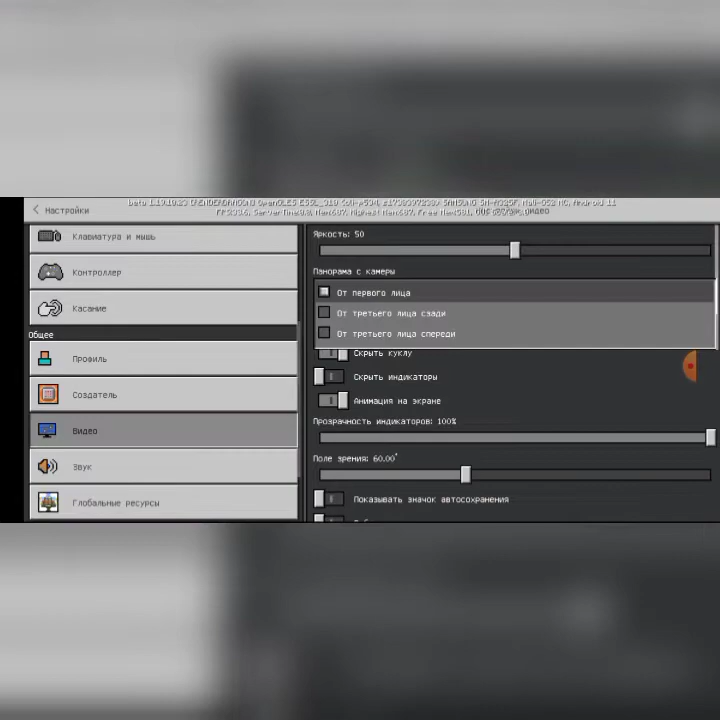 Настройки
Видео
Клавиатура и мышь
Контроллер
Касание
Общее
Профиль
Создатель
Видео
Звук
Глобальные ресурсы
Яркость: 50
Панорама с камеры
От первого лица
От третьего лица сзади
От третьего лица спереди
Скрыть куклу
Скрыть индикаторы
Анимация на экране
Прозрачность индикаторов: 100%
Поле зрения: 60.00°
Показывать значок автосохранения